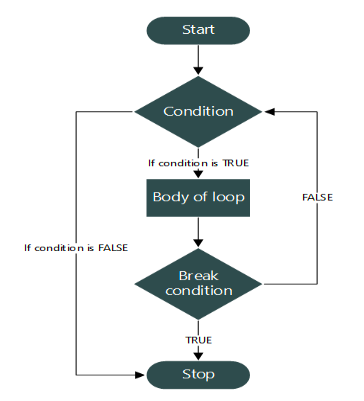 Start
Condition
If condition is TRUE
Body of loop
FALSE
If condition is FALSE
Break
condition
TRUE
Stop